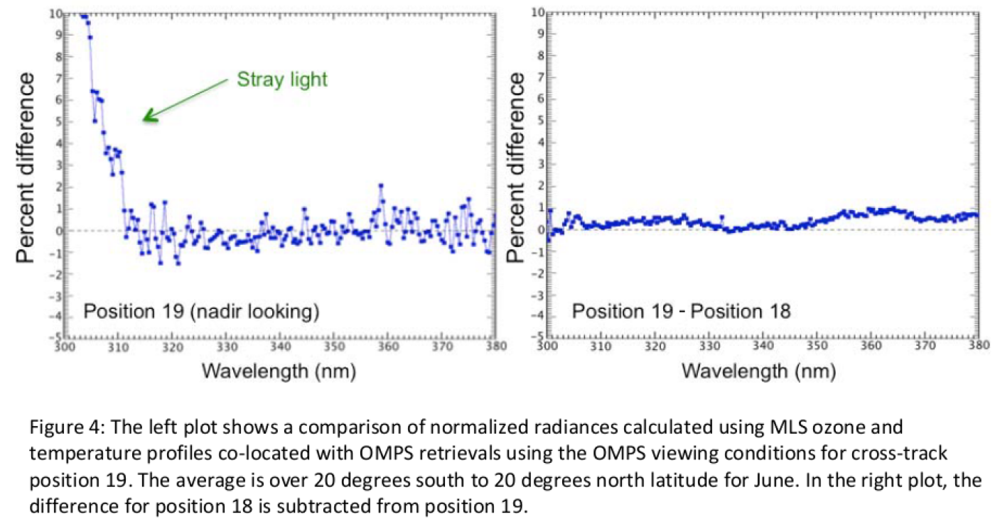 10
9
8
7
6
5
4
3
2
1
0
-1
-2
-3
-4
-5
Percent difference
Stray light
Position 19 (nadir looking)
300 310 320 330 340 350 360 370 380
Wavelength (nm)
10
9
8
7
6
5
4
3
2
1
0
-1
-2
-3
-4
-5
Percent difference
Position 19 - Position 18
300 310 320 330 340 350 360 370 380
Wavelength (nm)
Figure 4: The left plot shows a comparison of normalized radiances calculated using MLS ozone and
temperature profiles co-located with OMPS retrievals using the OMPS viewing conditions for cross-track
position 19. The average is over 20 degrees south to 20 degrees north latitude for June. In the right plot, the
difference for position 18 is subtracted from position 19.